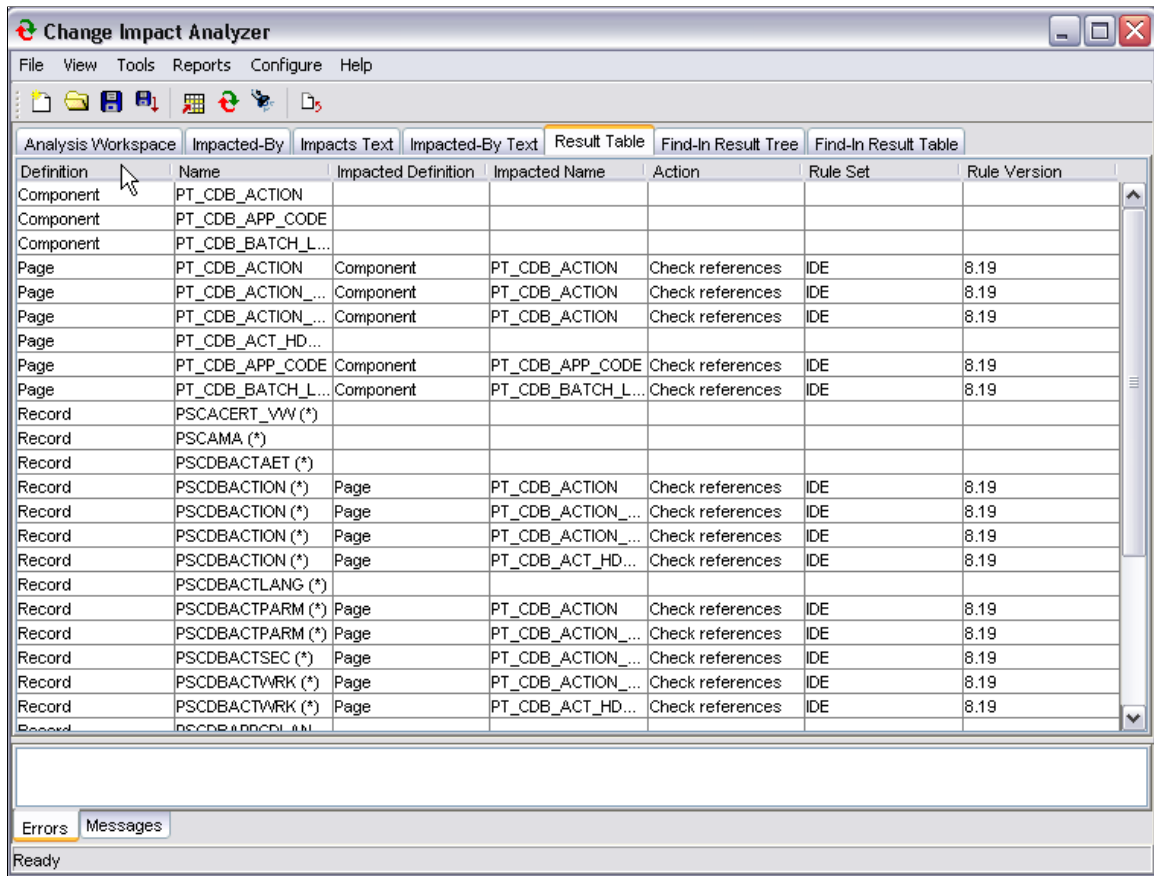 Change Impact Analyzer
File View Tools Reports Configure Help
Analysis Workspace Impacted-By Impacts Text Impacted-By Text Result Table Find-In Result Tree Find-In Result Table
Definition Name Impacted Definition Impacted Name Action Rule Set Rule Version
Component PT_CDB_ACTION
Component PT_CDB_APP_CODE
Component PT_CDB_BATCH_L...
Page PT_CDB_ACTION Component PT_CDB_ACTION Check references IDE 8.19
Page PT_CDB_ACTION_... Component PT_CDB_ACTION Check references IDE 8.19
Page PT_CDB_ACTION_... Component PT_CDB_ACTION Check references IDE 8.19
Page PT_CDB_ACT_HD...
Page PT_CDB_APP_CODE Component PT_CDB_APP_CODE Check references IDE 8.19
Page PT_CDB_BATCH_L... Component PT_CDB_BATCH_L... Check references IDE 8.19
Record PSCACERT_VW (*)
Record PSCAMA (*)
Record PSCDBACTAET (*)
Record PSCDBACTION (*) Page PT_CDB_ACTION Check references IDE 8.19
Record PSCDBACTION (*) Page PT_CDB_ACTION_... Check references IDE 8.19
Record PSCDBACTION (*) Page PT_CDB_ACTION_... Check references IDE 8.19
Record PSCDBACTION (*) Page PT_CDB_ACT_HD... Check references IDE 8.19
Record PSCDBACTLANG (*)
Record PSCDBACTPARM (*) Page PT_CDB_ACTION Check references IDE 8.19
Record PSCDBACTPARM (*) Page PT_CDB_ACTION_... Check references IDE 8.19
Record PSCDBACTSEC (*) Page PT_CDB_ACTION_... Check references IDE 8.19
Record PSCDBACTWRK (*) Page PT_CDB_ACTION_... Check references IDE 8.19
Record PSCDBACTWRK (*) Page PT_CDB_ACT_HD... Check references IDE 8.19
Record
Errors Messages
Ready